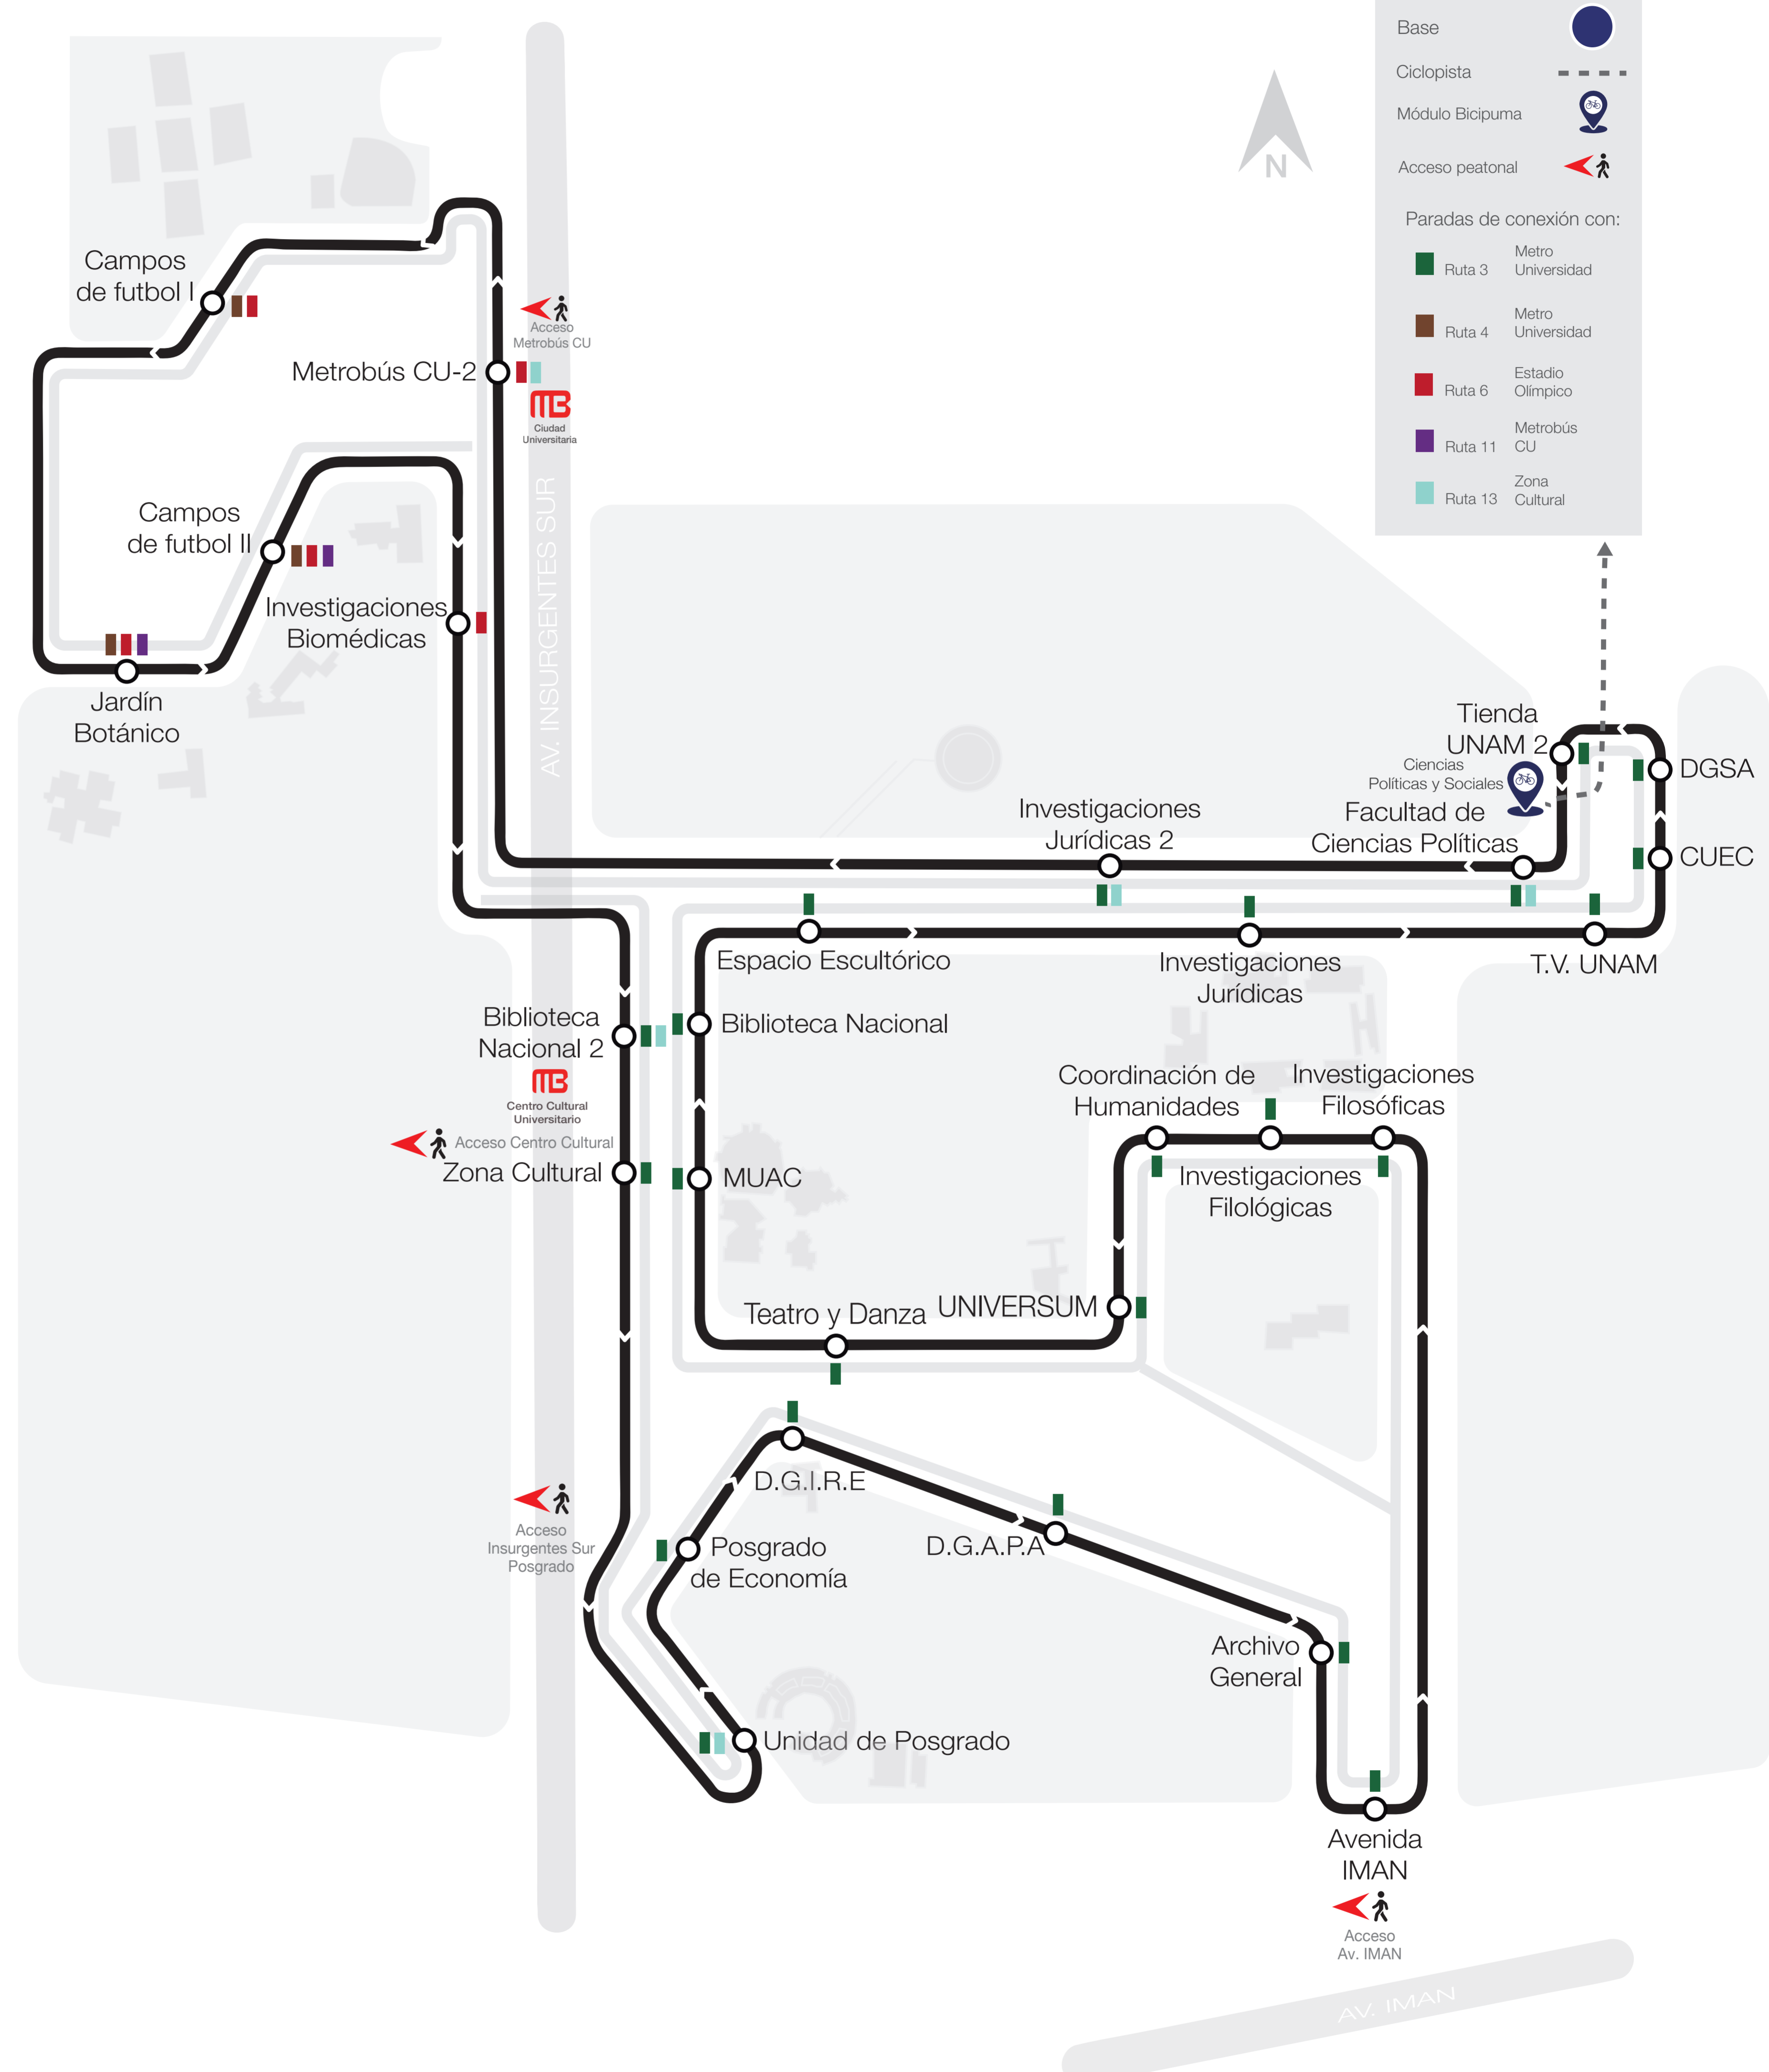 Base
Ciclopista
Módulo Bicipuma
Acceso peatonal
Paradas de conexión con:
Ruta 3
Metro
Universidad
Ruta 4
Metro
Universidad
Ruta 6
Estadio
Olímpico
Ruta 11
Metrobús
CU
Ruta 13
Zona
Cultural
N
Campos
de futbol I
Acceso
Metrobús CU
Metrobús CU-2
MB
Ciudad
Universitaria
AV. INSURGENTES SUR
Campos
de futbol II
Investigaciones
Biomédicas
Jardín
Botánico
Tienda
UNAM 2
Ciencias
Políticas y Sociales
DGSA
Facultad de
Ciencias Políticas
Investigaciones
Jurídicas 2
CUEC
Espacio Escultórico
Investigaciones
Jurídicas
T.V. UNAM
Biblioteca
Nacional 2
Biblioteca Nacional
MB
Centro Cultural
Universitario
Acceso Centro Cultural
Zona Cultural
MUAC
Coordinación de
Humanidades
Investigaciones
Filosóficas
Investigaciones
Filológicas
Teatro y Danza
UNIVERSUM
D.G.I.R.E
Acceso
Insurgentes Sur
Posgrado
Posgrado
de Economía
D.G.A.P.A
Archivo
General
Unidad de Posgrado
Avenida
IMAN
Acceso
Av. IMAN
AV. IMAN